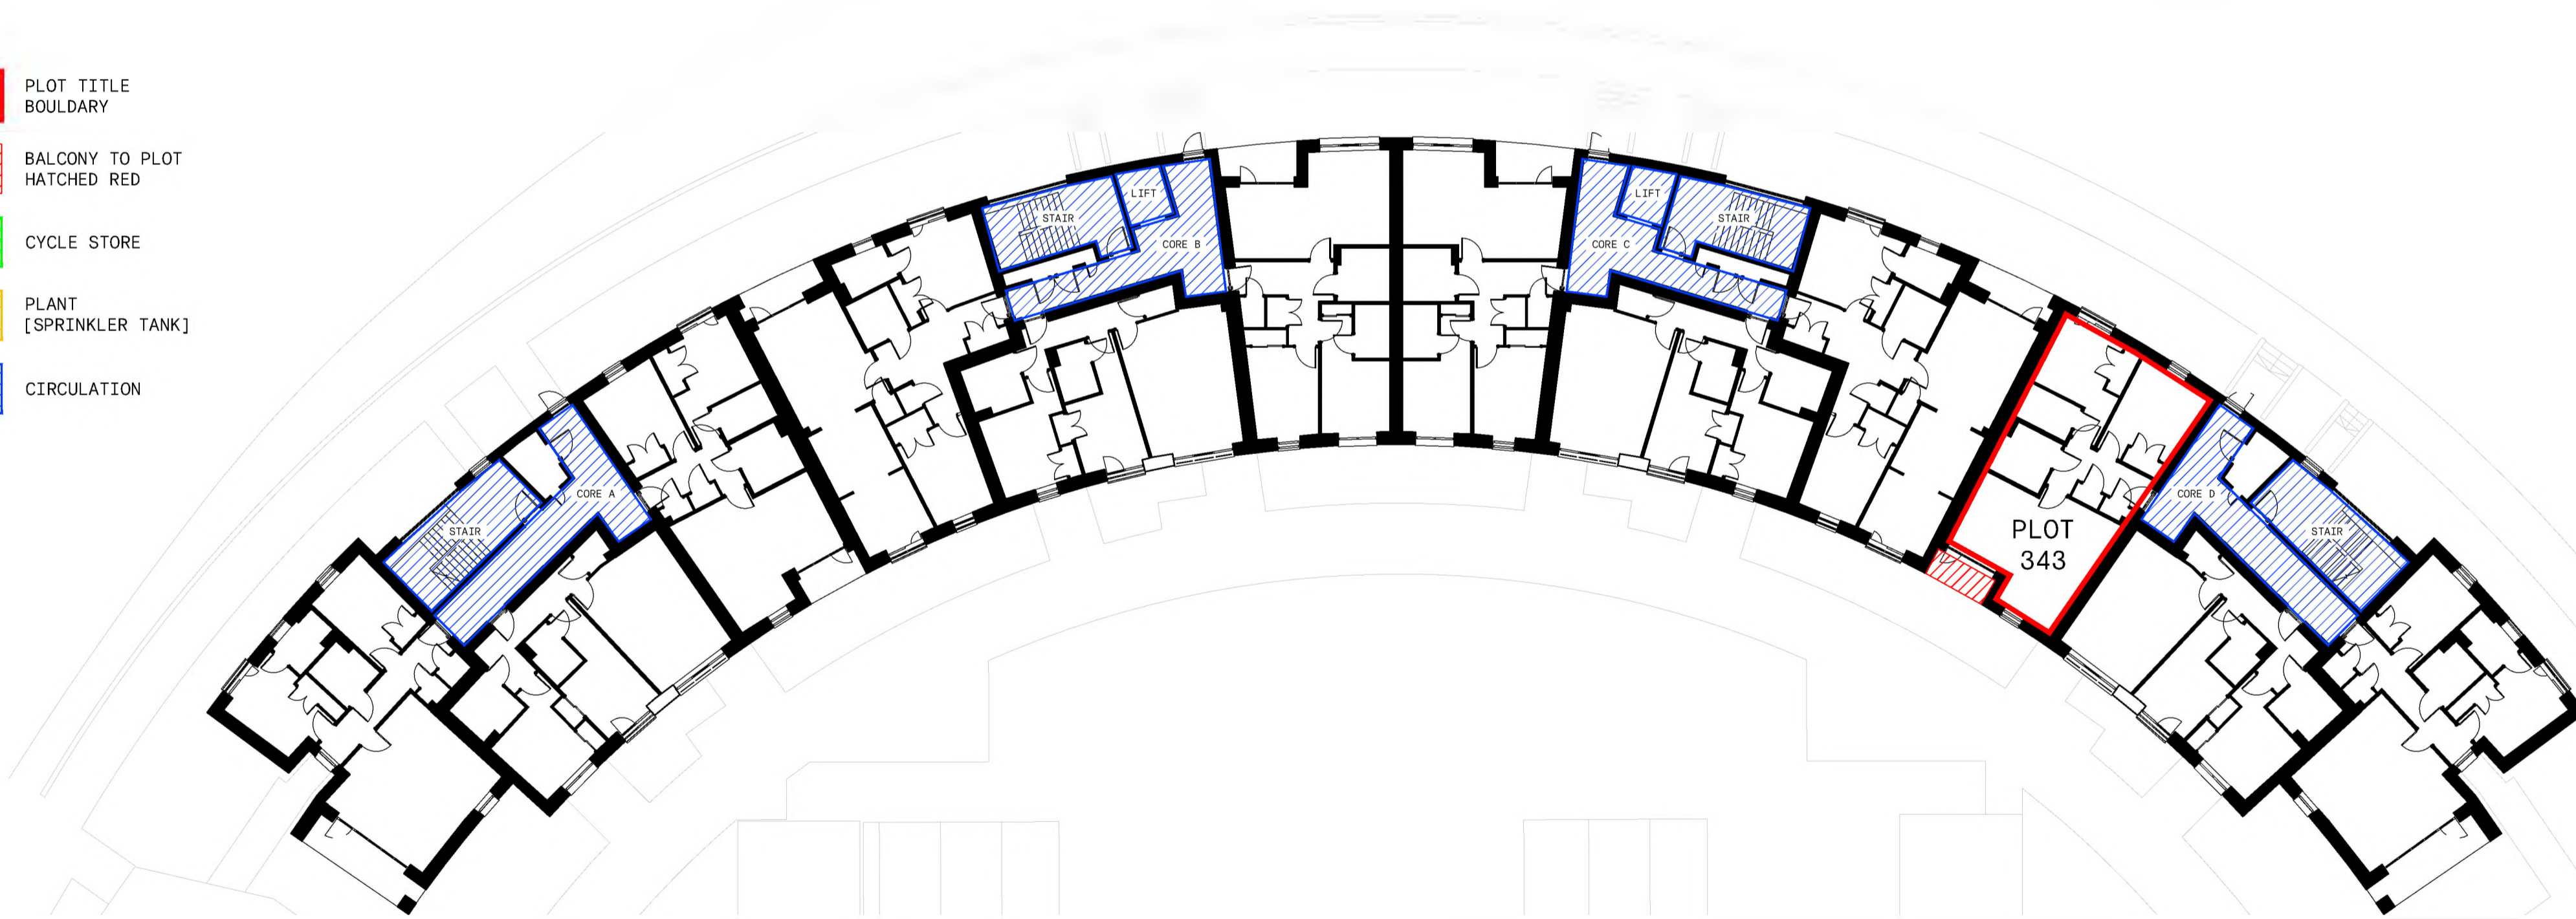 PLOT TITLE
BOULDARY
BALCONY TO PLOT
HATCHED RED
CYCLE STORE
PLANT
[SPRINKLER TANK]
CIRCULATION
STAIR
CORE A
STAIR
LIFT
CORE B
LIFT
STAIR
CORE C
PLOT
343
CORE D
STAIR